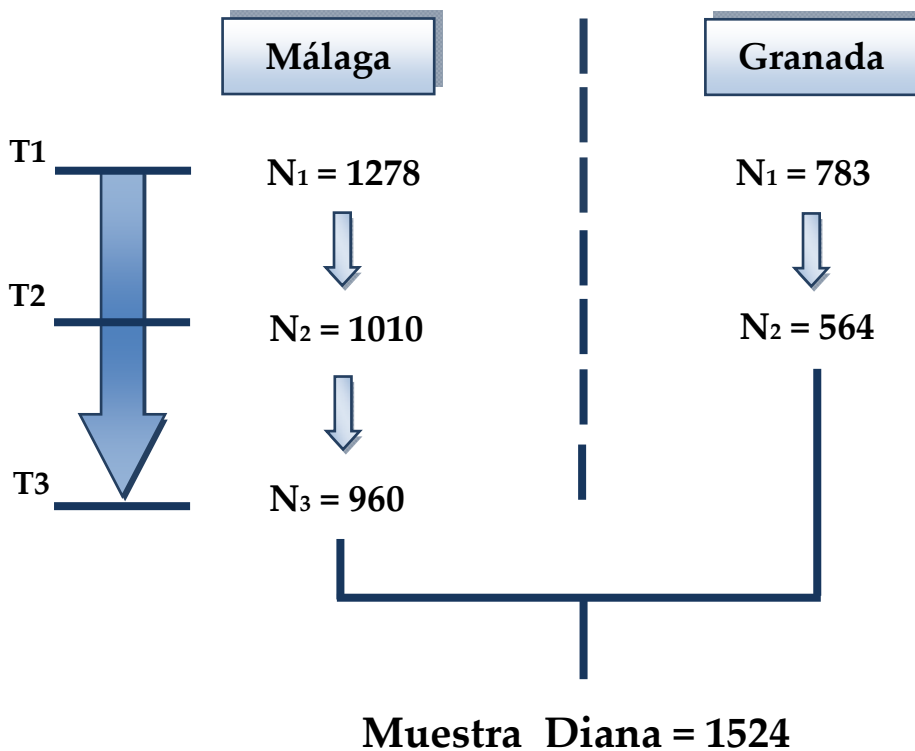 Málaga
Granada
T1
N₁ = 1278
N₁ = 783
T2
N₂ = 1010
N₂ = 564
T3
N₃ = 960
Muestra Diana = 1524